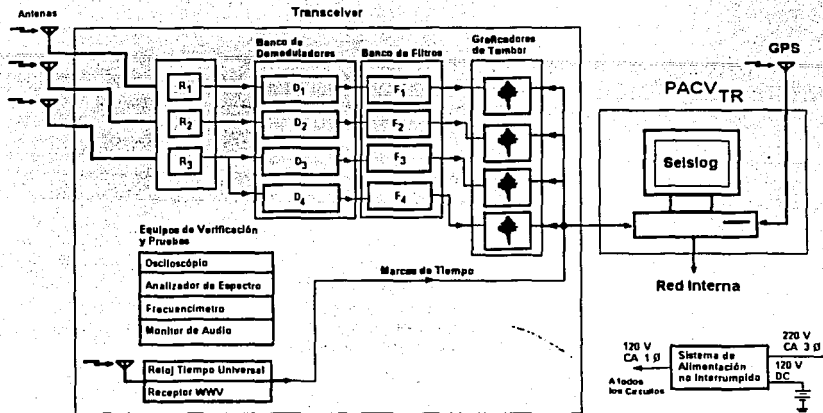 Transceiver
Antenas
Banco de
Demoduladores
Banco de Filtros
Graficadores
de Tambor
GPS
PACV TR
R1
D1
F1
R2
D2
F2
R3
D3
F3
D4
F4
Seislog
Equipos de Verificación
y Pruebas
Osciloscópio
Analizador de Espectro
Frecuencímetro
Monitor de Audio
Marcas de Tiempo
Red Interna
Reloj Tiempo Universal
Receptor WWV
120 V
CA 1 Ø
A todos
los Circuitos
Sistema de
Alimentación
no Interrumpido
220 V
CA 3 Ø
120 V
DC